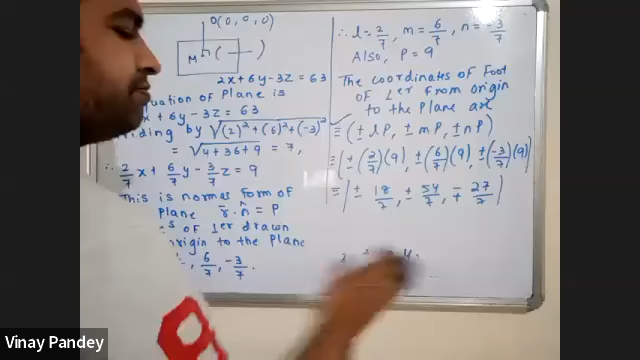 O(0,0,0)
M
2x+6y-3z=63
Equation of Plane is
x+6y-3z=63
dividing by √(2)²+(6)²+(-3)²
=√4+36+9 = 7,
∴ 2/7 x + 6/7 y - 3/7 z = 9
This is normal form of
Plane r̄.n̂ = P
of ⊥er drawn
origin to the Plane
6/7, -3/7.
∴ l=2/7, m=6/7, n=-3/7
Also, P=9
The coordinates of Foot
of ⊥er from origin
to the Plane are
≡ (± lP, ± mP, ± nP)
≡ (±(2/7)(9), ±(6/7)(9), ±(-3/7)(9))
≡ (± 18/7, ± 54/7, ∓ 27/7)
Vinay Pandey